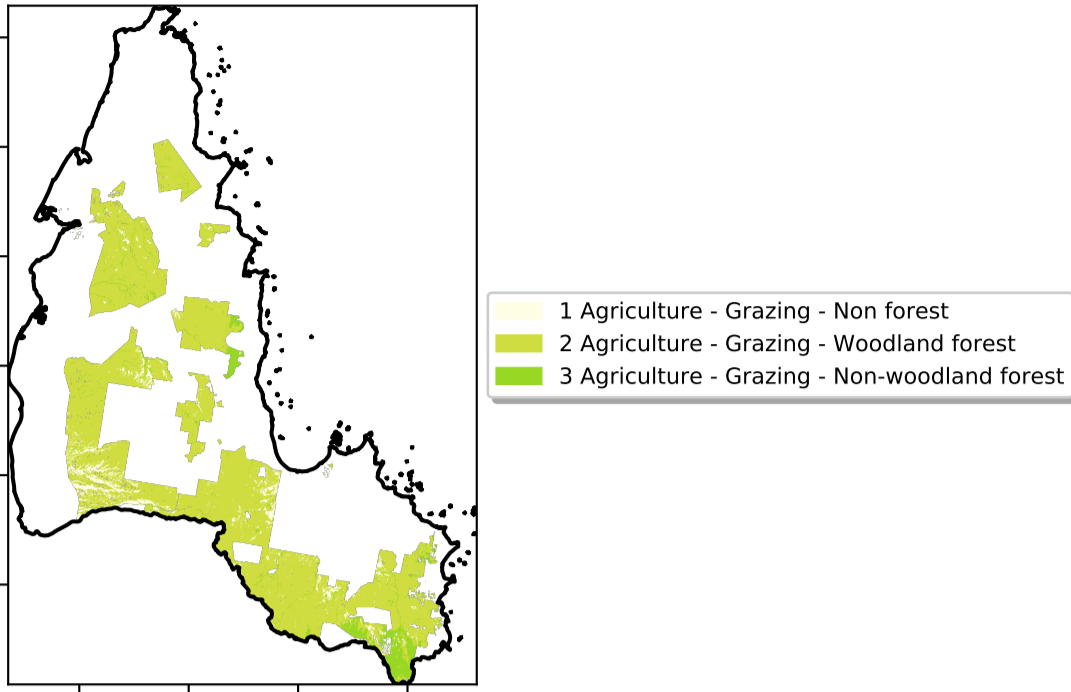 1 Agriculture - Grazing - Non forest
2 Agriculture - Grazing - Woodland forest
3 Agriculture - Grazing - Non-woodland forest